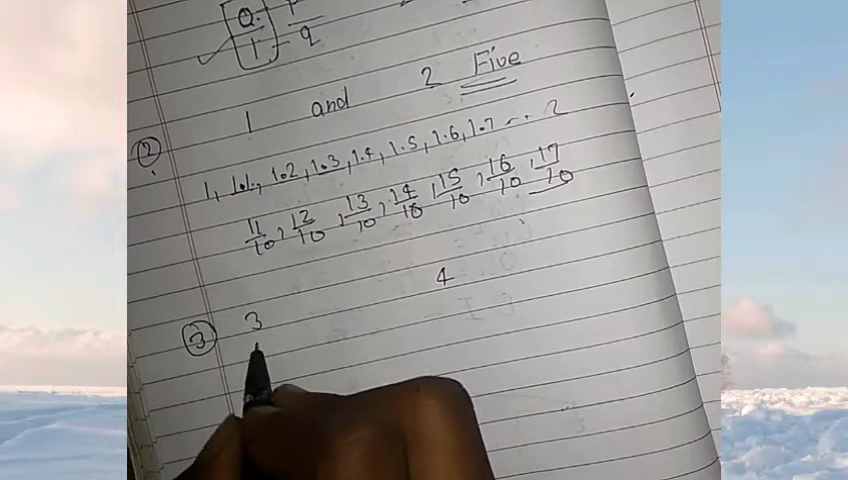 Q. P
1 q
1 and 2 Five
② 1, 1.1, 1.2, 1.3, 1.4, 1.5, 1.6, 1.7 ... 2
11/10, 12/10, 13/10, 14/10, 15/10, 16/10, 17/10
③ 3 4